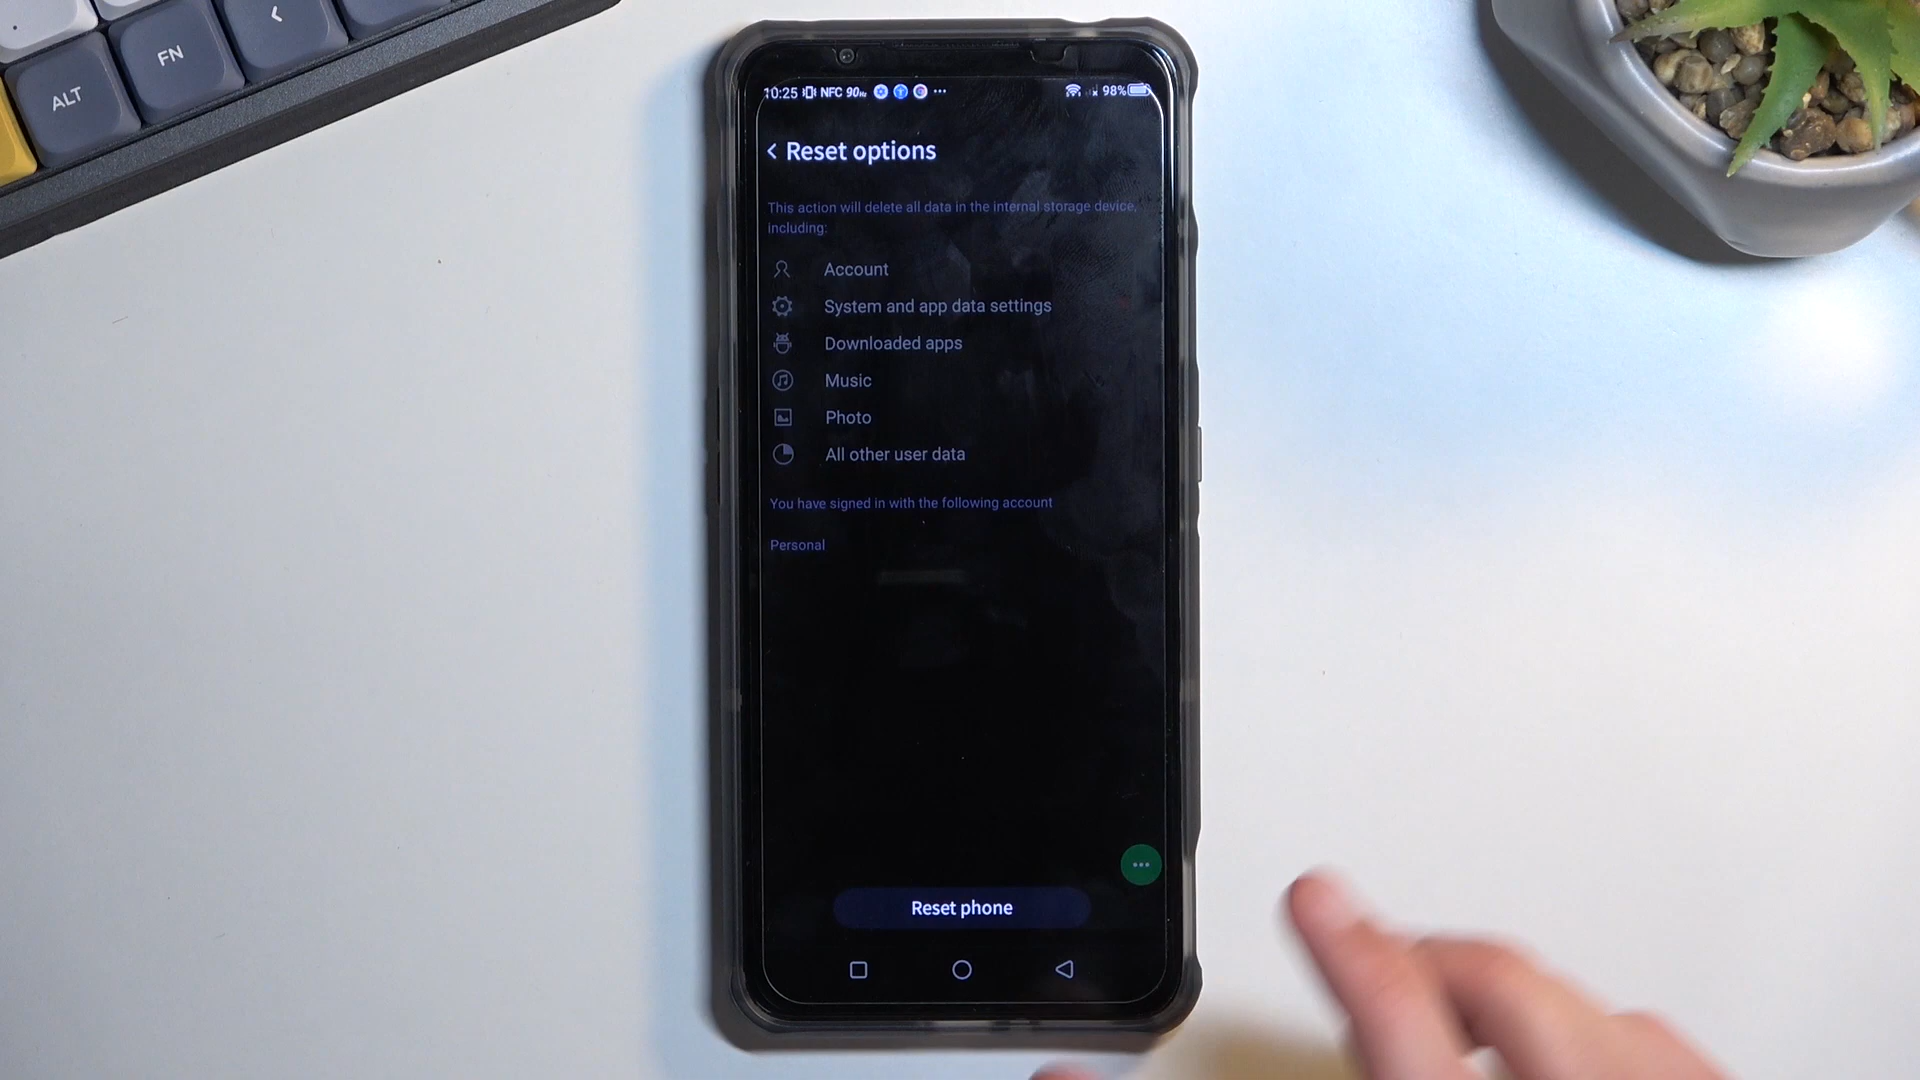 ALT
FN
10:25 NFC 90Hz 98%
Reset options
This action will delete all data in the internal storage device,
including:
Account
System and app data settings
Downloaded apps
Music
Photo
All other user data
You have signed in with the following account
Personal
Reset phone